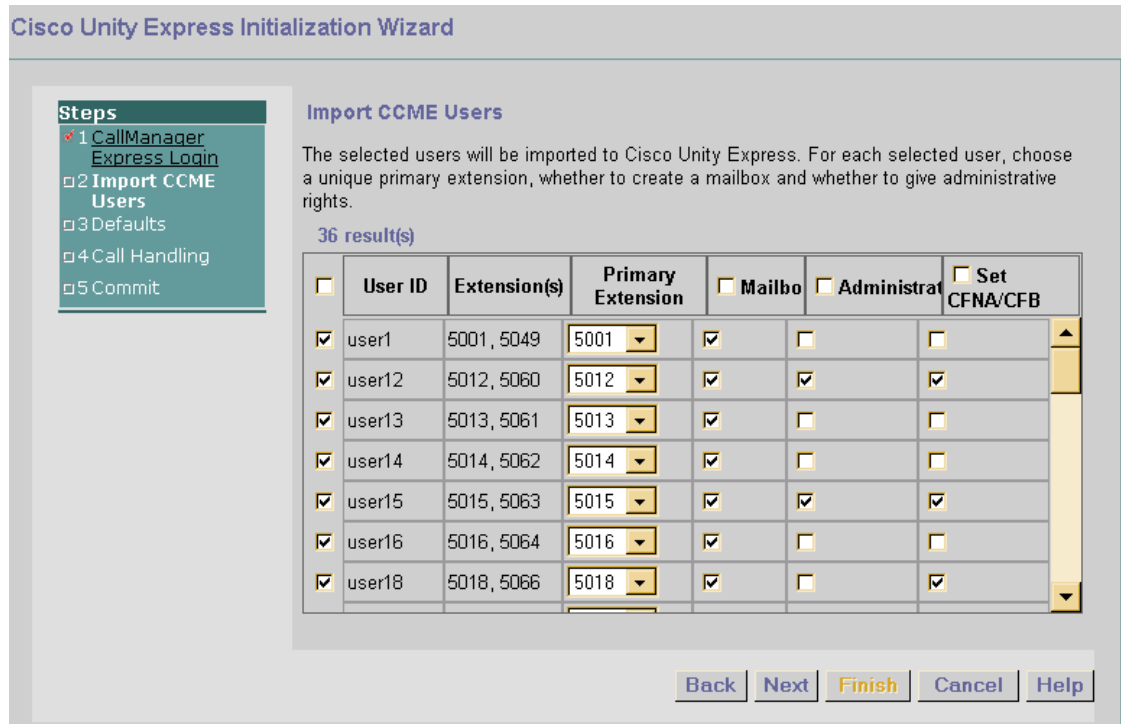 Cisco Unity Express Initialization Wizard
Steps
1 CallManager
Express Login
2 Import CCME
Users
3 Defaults
4 Call Handling
5 Commit
Import CCME Users
The selected users will be imported to Cisco Unity Express. For each selected user, choose
a unique primary extension, whether to create a mailbox and whether to give administrative
rights.
36 result(s)
User ID Extension(s) Primary Extension Mailbo Administrat Set CFNA/CFB
user1 5001, 5049 5001
user12 5012, 5060 5012
user13 5013, 5061 5013
user14 5014, 5062 5014
user15 5015, 5063 5015
user16 5016, 5064 5016
user18 5018, 5066 5018
Back Next Finish Cancel Help